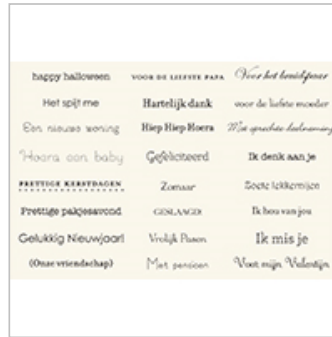 happy halloween
VOOR DE LIEFSTE PAPA
Voor het bruidspaar
Het spijt me
Hartelijk dank
voor de liefste moeder
Een nieuwe woning
Hiep Hiep Hoera
Met oprechte deelneming
Hoera een baby
Gefeliciteerd
Ik denk aan je
PRETTIGE KERSTDAGEN
Zomaar
Zoete lekkernijen
Prettige pakjesavond
GESLAAGD!
Ik hou van jou
Gelukkig Nieuwjaar!
Vrolijk Pasen
Ik mis je
{Onze vriendschap}
Met pensioen
Voor mijn Valentijn